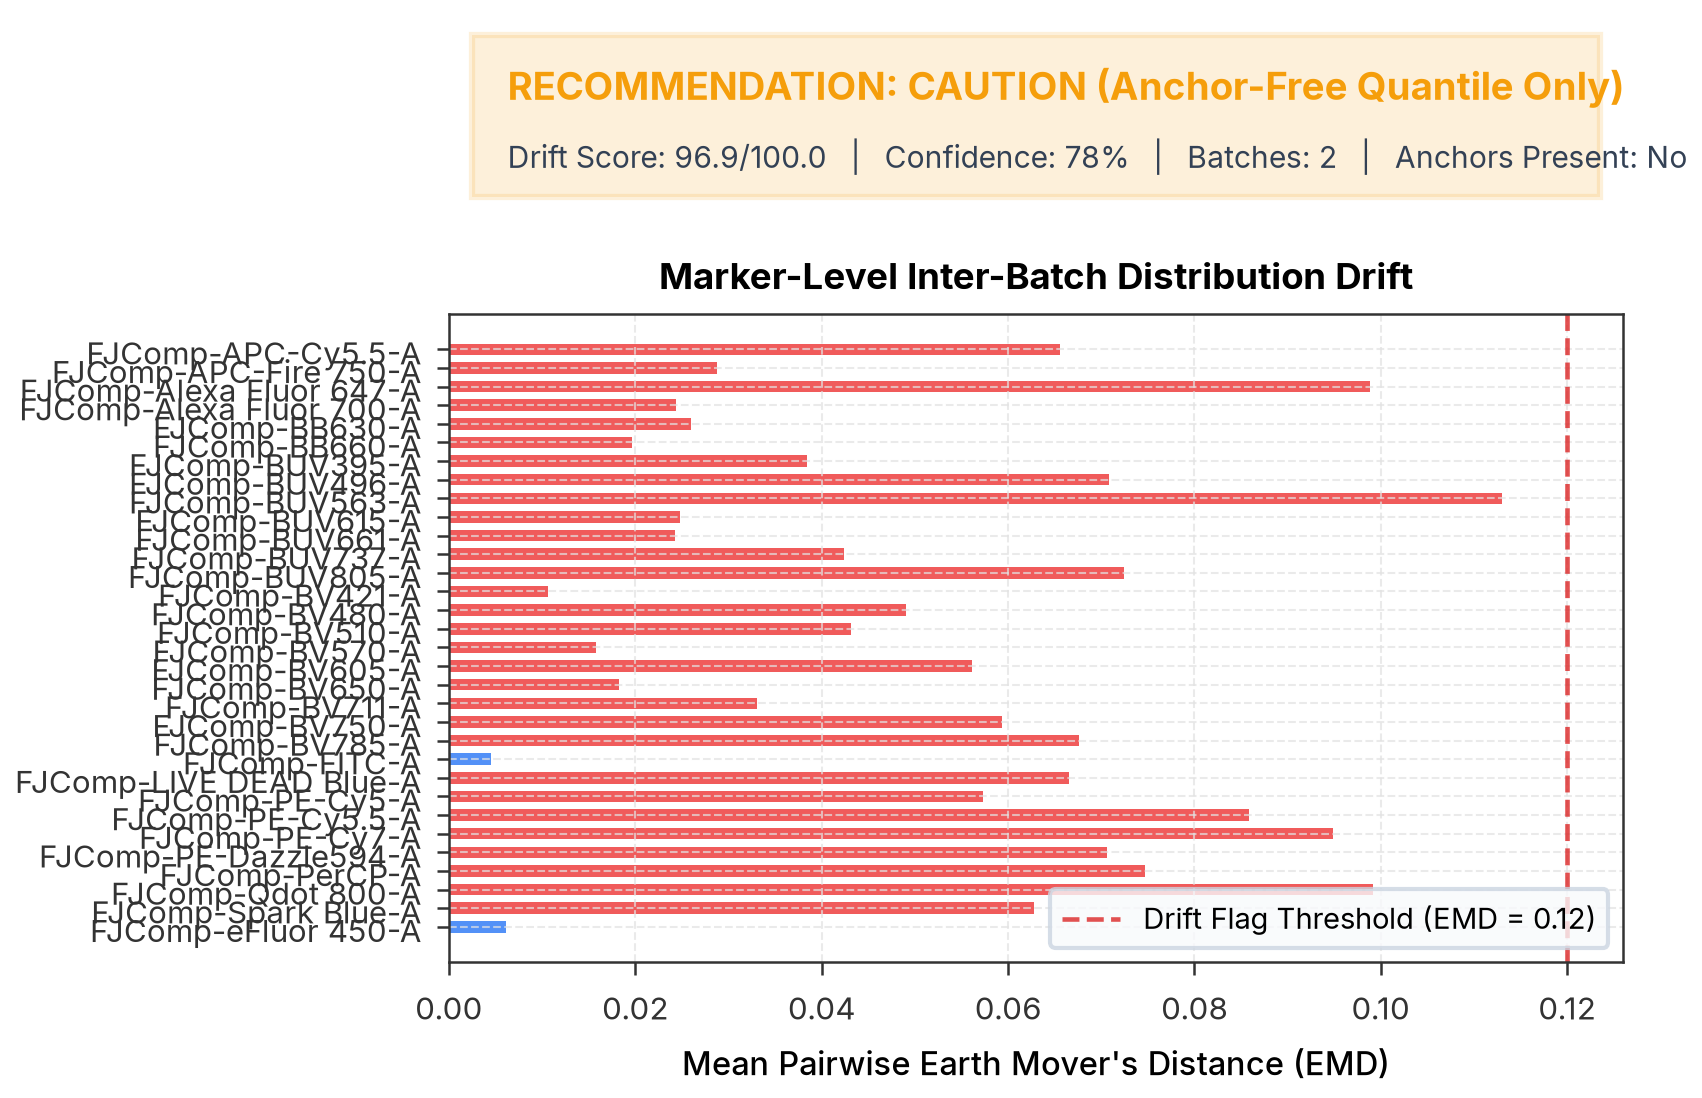 RECOMMENDATION: CAUTION (Anchor-Free Quantile Only)
Drift Score: 96.9/100.0 | Confidence: 78% | Batches: 2 | Anchors Present: No
Marker-Level Inter-Batch Distribution Drift
FJComp-APC-Cy5.5-A
FJComp-APC-Fire 750-A
FJComp-Alexa Fluor 647-A
FJComp-Alexa Fluor 700-A
FJComp-BB630-A
FJComp-BB660-A
FJComp-BUV395-A
FJComp-BUV496-A
FJComp-BUV563-A
FJComp-BUV615-A
FJComp-BUV661-A
FJComp-BUV737-A
FJComp-BUV805-A
FJComp-BV421-A
FJComp-BV480-A
FJComp-BV510-A
FJComp-BV570-A
FJComp-BV605-A
FJComp-BV650-A
FJComp-BV711-A
FJComp-BV750-A
FJComp-BV785-A
FJComp-FITC-A
FJComp-LIVE DEAD Blue-A
FJComp-PE-Cy5-A
FJComp-PE-Cy5.5-A
FJComp-PE-Cy7-A
FJComp-PE-Dazzle594-A
FJComp-PerCP-A
FJComp-Qdot 800-A
FJComp-Spark Blue-A
FJComp-eFluor 450-A
Drift Flag Threshold (EMD = 0.12)
0.00 0.02 0.04 0.06 0.08 0.10 0.12
Mean Pairwise Earth Mover's Distance (EMD)